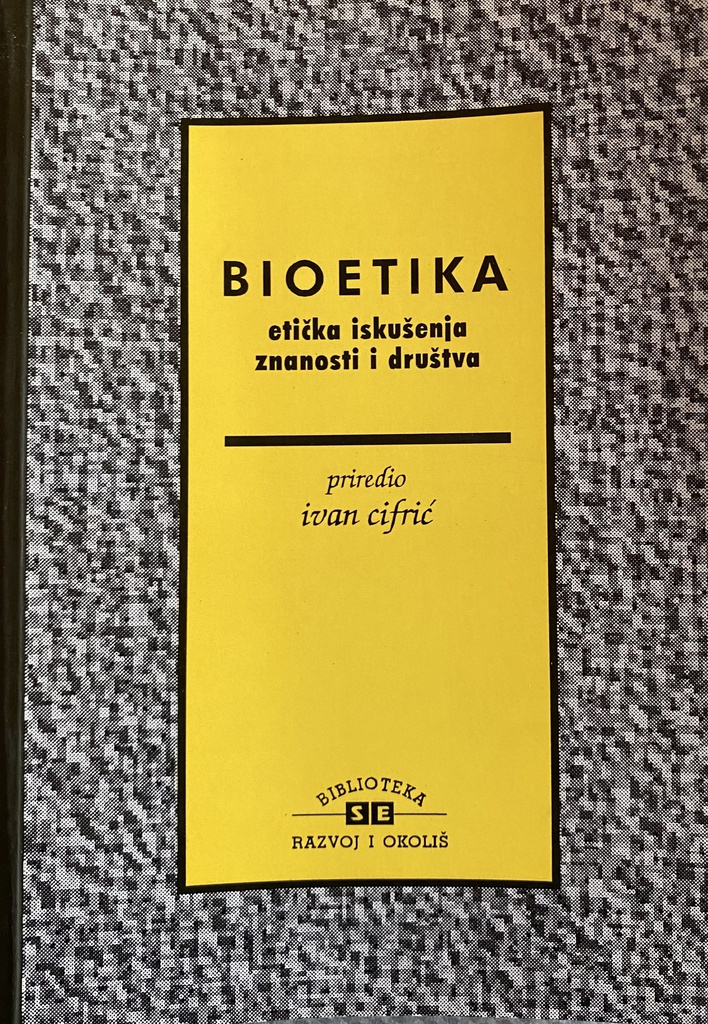 BIOETIKA
etička iskušenja
znanosti i društva
priredio
ivan cifrić
BIBLIOTEKA
SE
RAZVOJ I OKOLIŠ